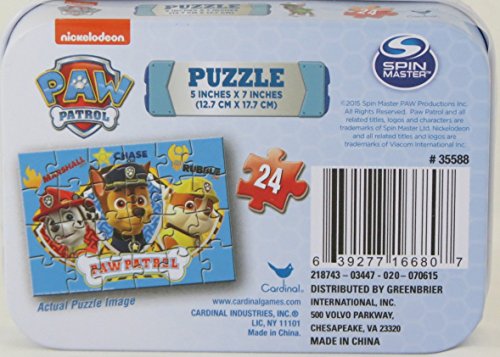 nickelodeon
PAW
PATROL
PUZZLE
5 INCHES X 7 INCHES
(12.7 CM X 17.7 CM)
24
SPIN
MASTER™
©2015 Spin Master PAW Productions Inc.
All Rights Reserved. Paw Patrol and all
related titles, logos and characters are
trademarks of Spin Master Ltd. Nickelodeon
and all related titles and logos are
trademarks of Viacom International Inc.
# 35588
MARSHALL
CHASE
RUBBLE
PAW PATROL
24
Actual Puzzle Image
Cardinal
www.cardinalgames.com
CARDINAL INDUSTRIES, INC.®
LIC, NY 11101
MADE IN CHINA
6 39277 16680 7
218743 - 03447 - 020 - 070615
DISTRIBUTED BY GREENBRIER
INTERNATIONAL, INC.
500 VOLVO PARKWAY,
CHESAPEAKE, VA 23320
MADE IN CHINA